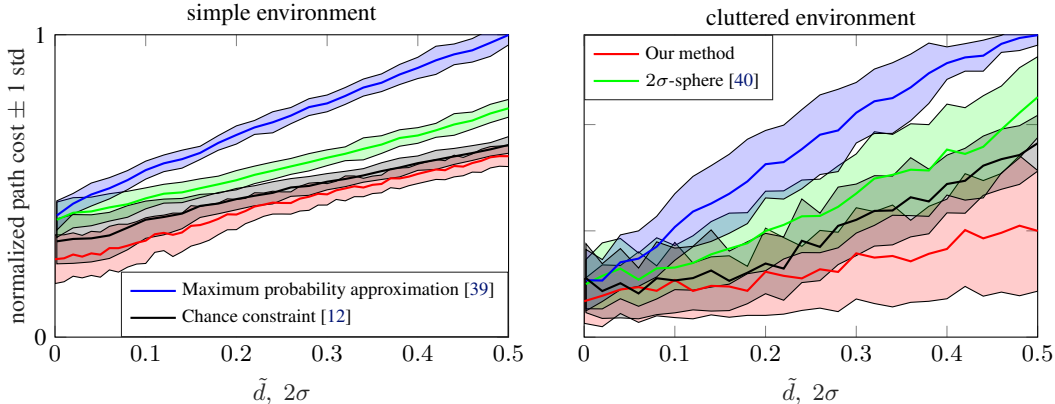 simple environment
cluttered environment
normalized path cost ± 1 std
1
0
Maximum probability approximation [39]
Chance constraint [12]
0 0.1 0.2 0.3 0.4 0.5
d̃, 2σ
Our method
2σ-sphere [40]
0 0.1 0.2 0.3 0.4 0.5
d̃, 2σ